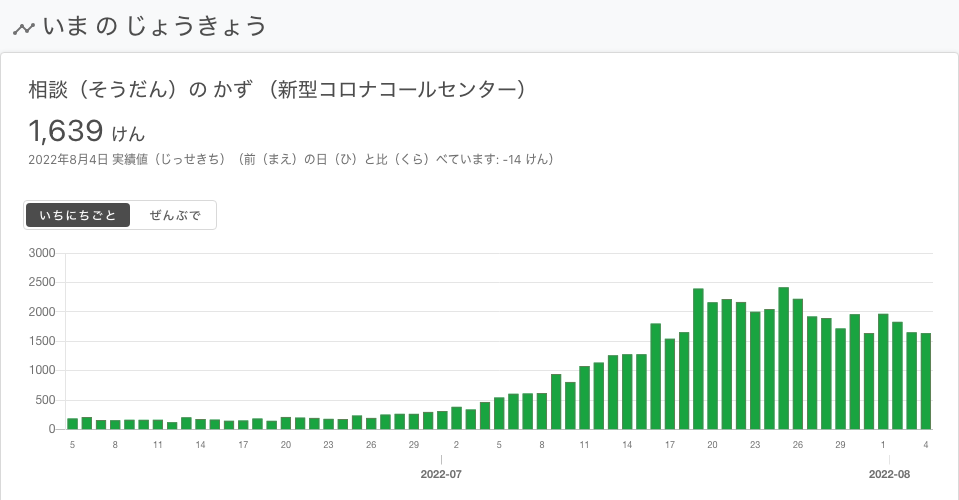 いま の じょうきょう
相談（そうだん）の かず （新型コロナコールセンター）
1,639 けん
2022年8月4日 実績値（じっせきち）（前（まえ）の日（ひ）と比（くら）べています: -14 けん）
いちにちごと ぜんぶで
3000
2500
2000
1500
1000
500
0
5 8 11 14 17 20 23 26 29 2 5 8 11 14 17 20 23 26 29 1 4
2022-07 2022-08